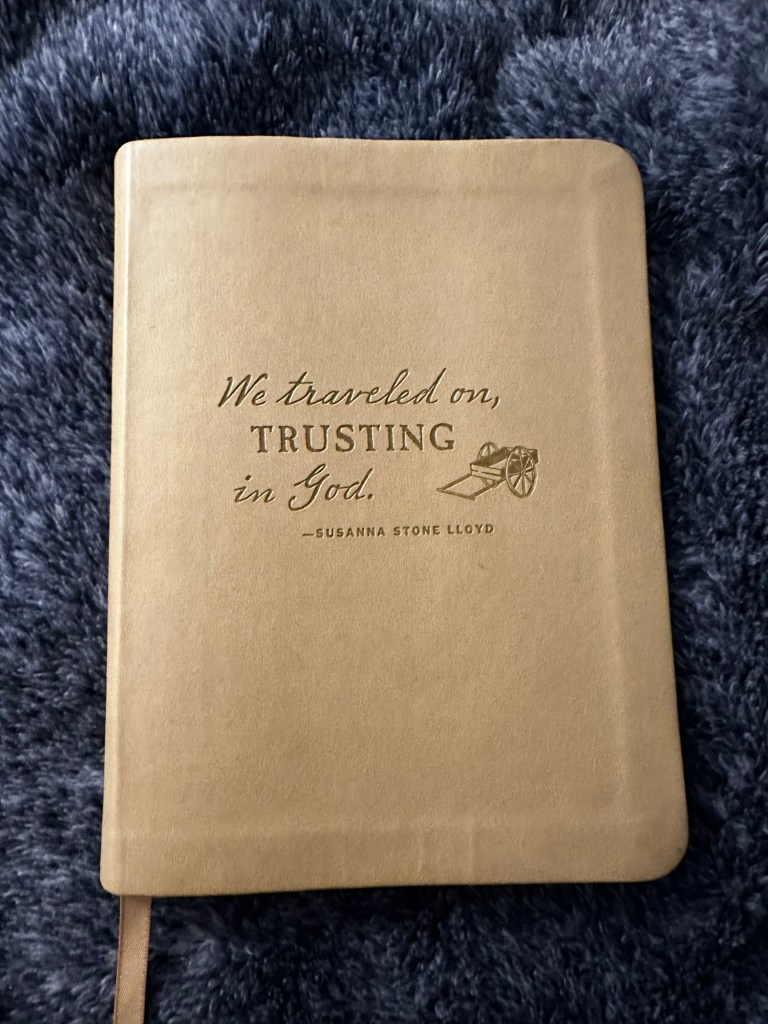 We traveled on,
TRUSTING
in God.
—SUSANNA STONE LLOYD